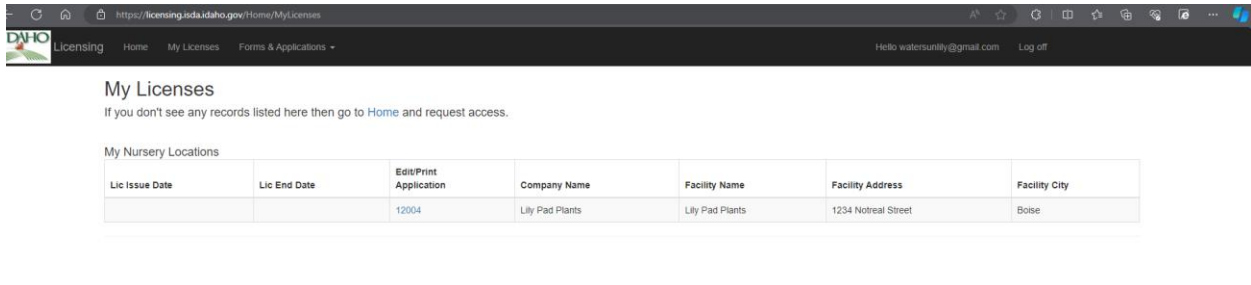 https://licensing.isda.idaho.gov/Home/MyLicenses
Licensing Home My Licenses Forms & Applications Hello watersunlily@gmail.com Log off
My Licenses
If you don't see any records listed here then go to Home and request access.
My Nursery Locations
Lic Issue Date Lic End Date Edit/Print Application Company Name Facility Name Facility Address Facility City
12004 Lily Pad Plants Lily Pad Plants 1234 Notreal Street Boise